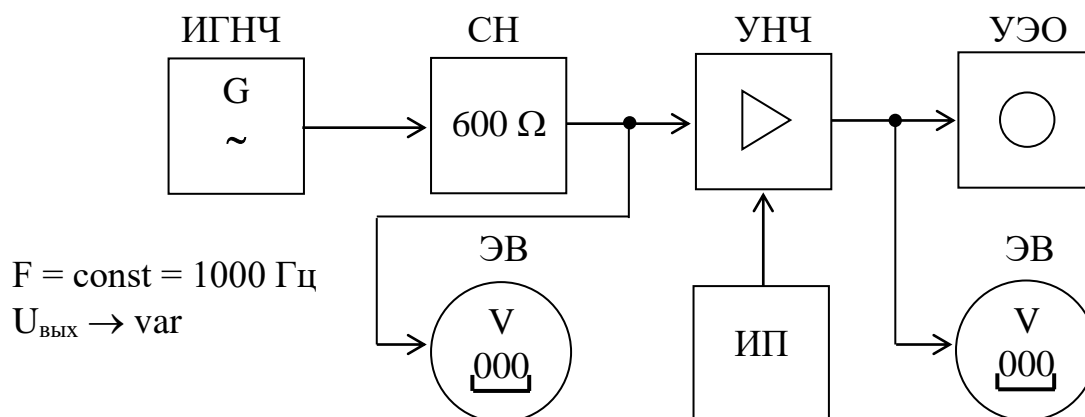 ИГНЧ СН УНЧ УЭО
G
~
600 Ω
ЭВ ЭВ
F = const = 1000 Гц
Uвых → var
V
000
ИП
V
000